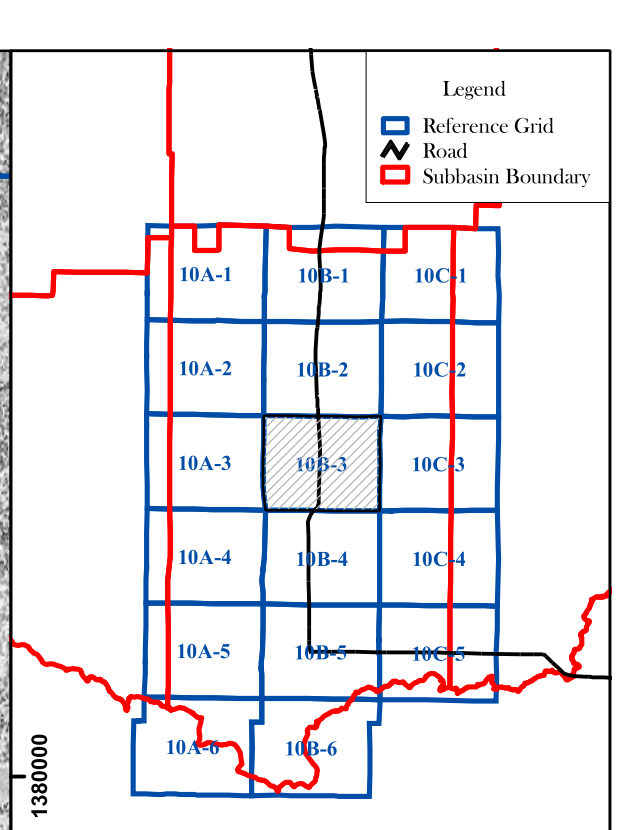 Legend
Reference Grid
Road
Subbasin Boundary
10A-1 10B-1 10C-1
10A-2 10B-2 10C-2
10A-3 10B-3 10C-3
10A-4 10B-4 10C-4
10A-5 10B-5 10C-5
10A-6 10B-6
1380000